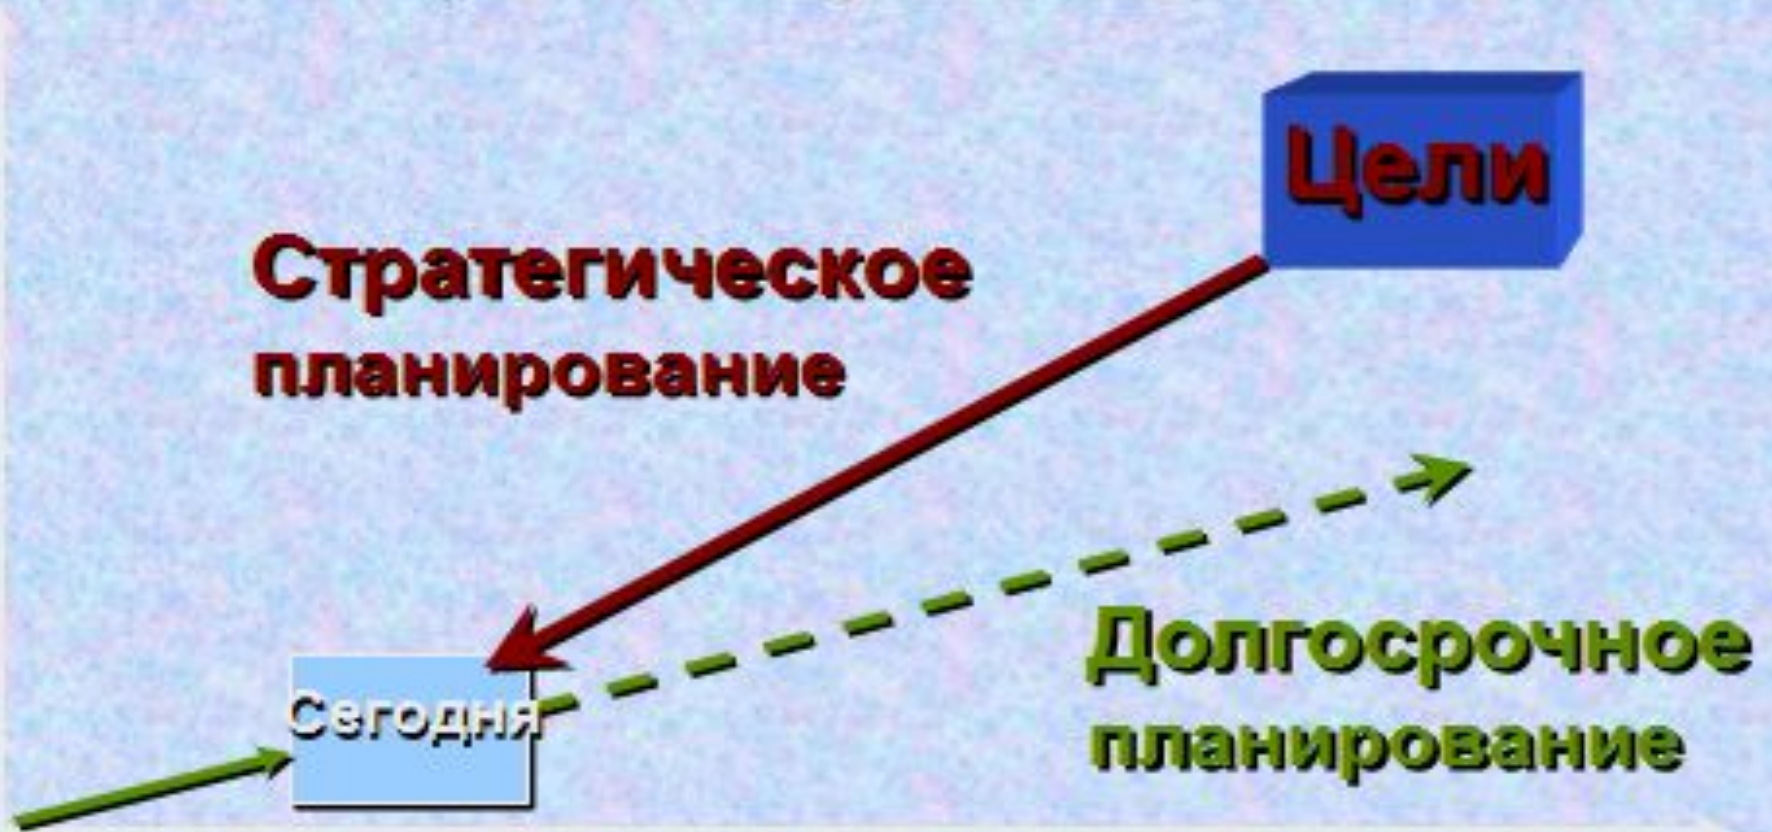 Цели
Стратегическое
планирование
Долгосрочное
планирование
Сегодня